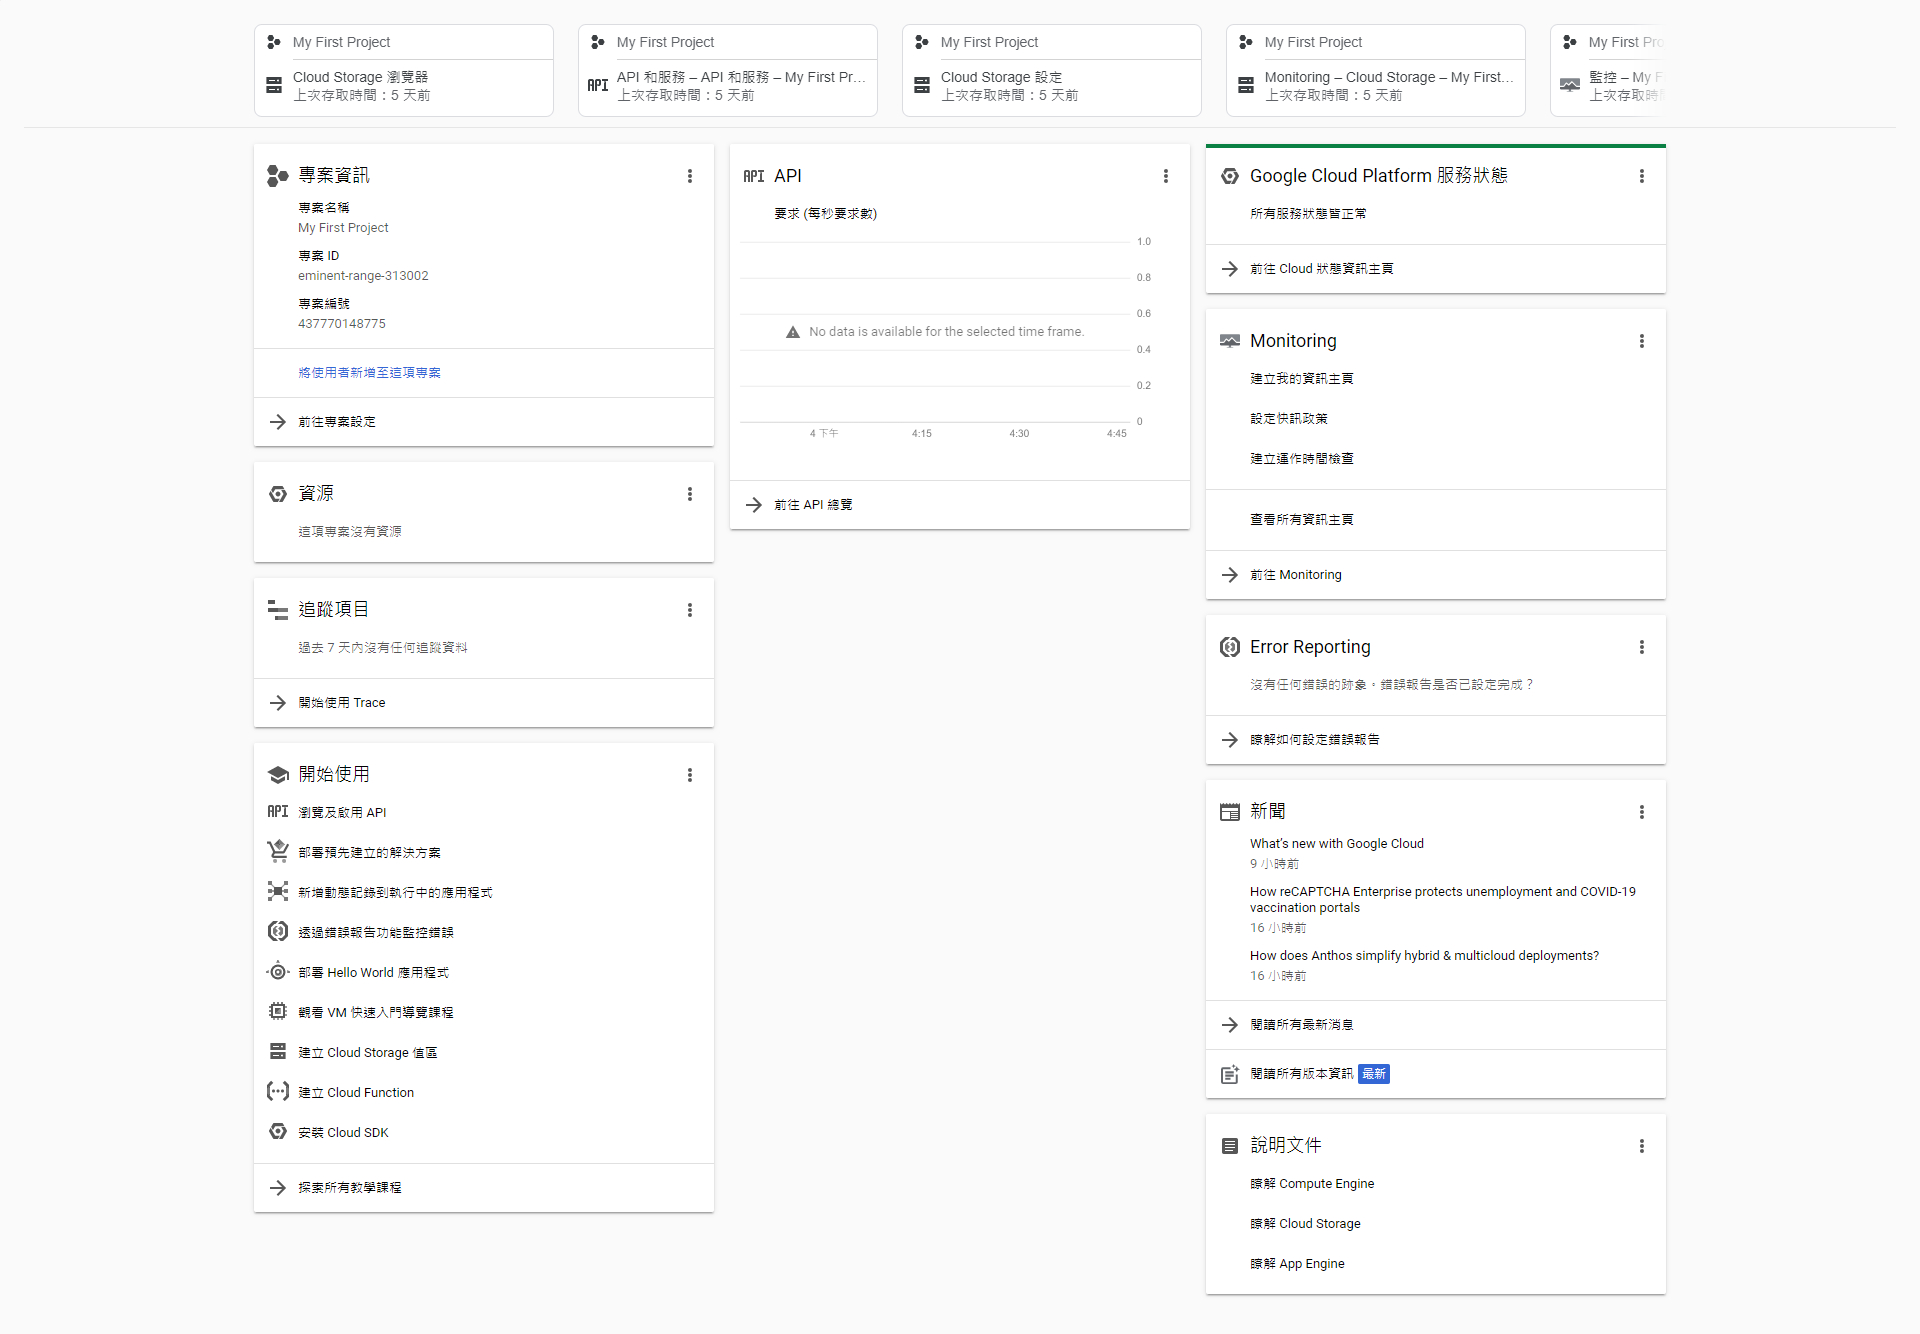 My First Project
Cloud Storage 瀏覽器
上次存取時間：5 天前
My First Project
API 和服務 – API 和服務 – My First Pr…
上次存取時間：5 天前
My First Project
Cloud Storage 設定
上次存取時間：5 天前
My First Project
Monitoring – Cloud Storage – My First…
上次存取時間：5 天前
My First Pro
監控 – My F
上次存取時
專案資訊
專案名稱
My First Project
專案 ID
eminent-range-313002
專案編號
437770148775
將使用者新增至這項專案
前往專案設定
資源
這項專案沒有資源
追蹤項目
過去 7 天內沒有任何追蹤資料
開始使用 Trace
開始使用
API 瀏覽及啟用 API
部署預先建立的解決方案
新增動態記錄到執行中的應用程式
透過錯誤報告功能監控錯誤
部署 Hello World 應用程式
觀看 VM 快速入門導覽課程
建立 Cloud Storage 值區
建立 Cloud Function
安裝 Cloud SDK
探索所有教學課程
API API
要求 (每秒要求數)
1.0
0.8
0.6
No data is available for the selected time frame.
0.4
0.2
0
4 下午 4:15 4:30 4:45
前往 API 總覽
Google Cloud Platform 服務狀態
所有服務狀態皆正常
前往 Cloud 狀態資訊主頁
Monitoring
建立我的資訊主頁
設定快訊政策
建立運作時間檢查
查看所有資訊主頁
前往 Monitoring
Error Reporting
沒有任何錯誤的跡象。錯誤報告是否已設定完成？
瞭解如何設定錯誤報告
新聞
What's new with Google Cloud
9 小時前
How reCAPTCHA Enterprise protects unemployment and COVID-19
vaccination portals
16 小時前
How does Anthos simplify hybrid & multicloud deployments?
16 小時前
閱讀所有最新消息
閱讀所有版本資訊 最新
說明文件
瞭解 Compute Engine
瞭解 Cloud Storage
瞭解 App Engine